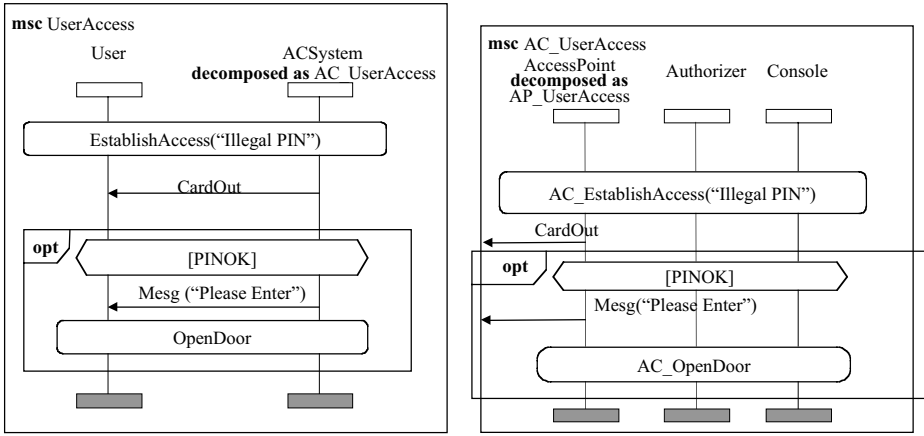 msc UserAccess
User
ACSystem
decomposed as AC_UserAccess
EstablishAccess(“Illegal PIN”)
CardOut
opt
[PINOK]
Mesg (“Please Enter”)
OpenDoor
msc AC_UserAccess
AccessPoint
decomposed as
AP_UserAccess
Authorizer
Console
AC_EstablishAccess(“Illegal PIN”)
CardOut
opt
[PINOK]
Mesg(“Please Enter”)
AC_OpenDoor